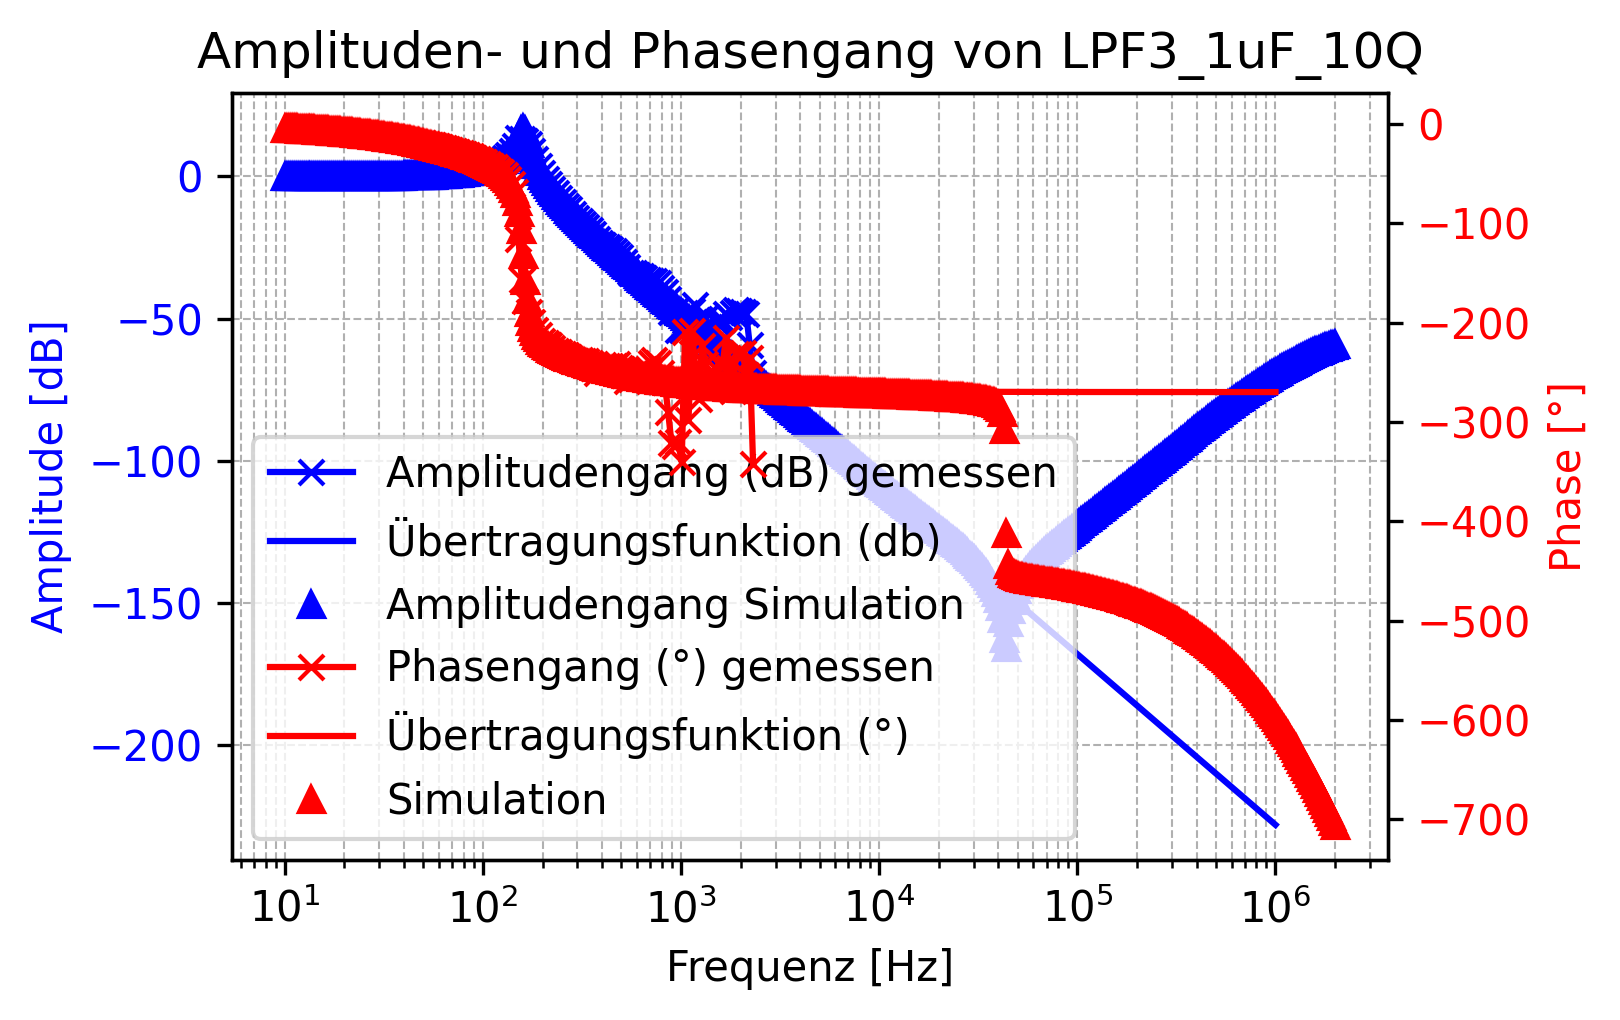 Amplituden- und Phasengang von LPF3_1uF_10Q
Amplitude [dB]
0
−50
−100
−150
−200
0
−100
−200
−300
−400
−500
−600
−700
Phase [°]
Amplitudengang (dB) gemessen
Übertragungsfunktion (db)
Amplitudengang Simulation
Phasengang (°) gemessen
Übertragungsfunktion (°)
Simulation
10¹ 10² 10³ 10⁴ 10⁵ 10⁶
Frequenz [Hz]